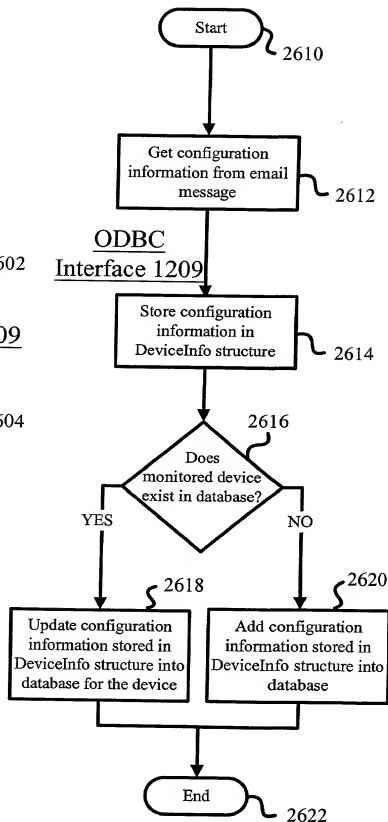 Start
2610
Get configuration
information from email
message
2612
ODBC
Interface 1209
602
09
604
Store configuration
information in
DeviceInfo structure
2614
2616
Does
monitored device
exist in database?
YES
NO
2618
2620
Update configuration
information stored in
DeviceInfo structure into
database for the device
Add configuration
information stored in
DeviceInfo structure into
database
End
2622